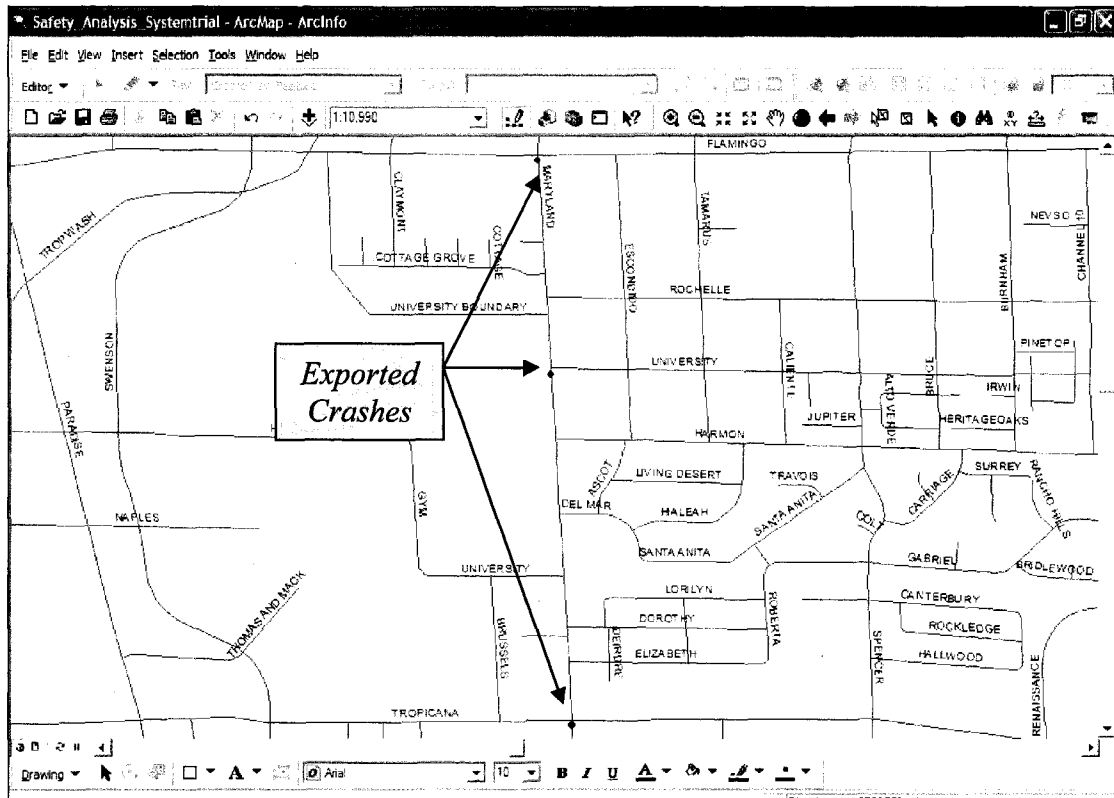 Safety_Analysis_Systemtrial - ArcMap - ArcInfo
File Edit View Insert Selection Tools Window Help
Editor
1:10,990
FLAMINGO
MARYLAND
CLAYMONT
TAMARUS
TROPWASH
COTTAGE
NEVSO
CHANNEL 10
COTTAGE GROVE
ESCONDIDO
BURNHAM
ROCHELLE
UNIVERSITY BOUNDARY
SWENSON
CALIENTE
PINETOP
Exported
Crashes
UNIVERSITY
BRUCE
IRWIN
ALTO VERDE
PARADISE
JUPITER
HERITAGEOAKS
HARMON
ASCOT
LIVING DESERT
TRAVOIS
CARRIAGE
SURREY
RANCHO HILLS
GYM
DEL MAR
HALEAH
SANTA ANITA
COLT
NAPLES
SANTA ANITA
GABRIEL
BRIDLEWOOD
UNIVERSITY
LORILYN
CANTERBURY
THOMAS AND MACK
DOROTHY
ROBERTA
ROCKLEDGE
BRUSSELS
DEIRDRE
ELIZABETH
SPENCER
HALLWOOD
RENAISSANCE
TROPICANA
Drawing
A
Arial
10
B I U A